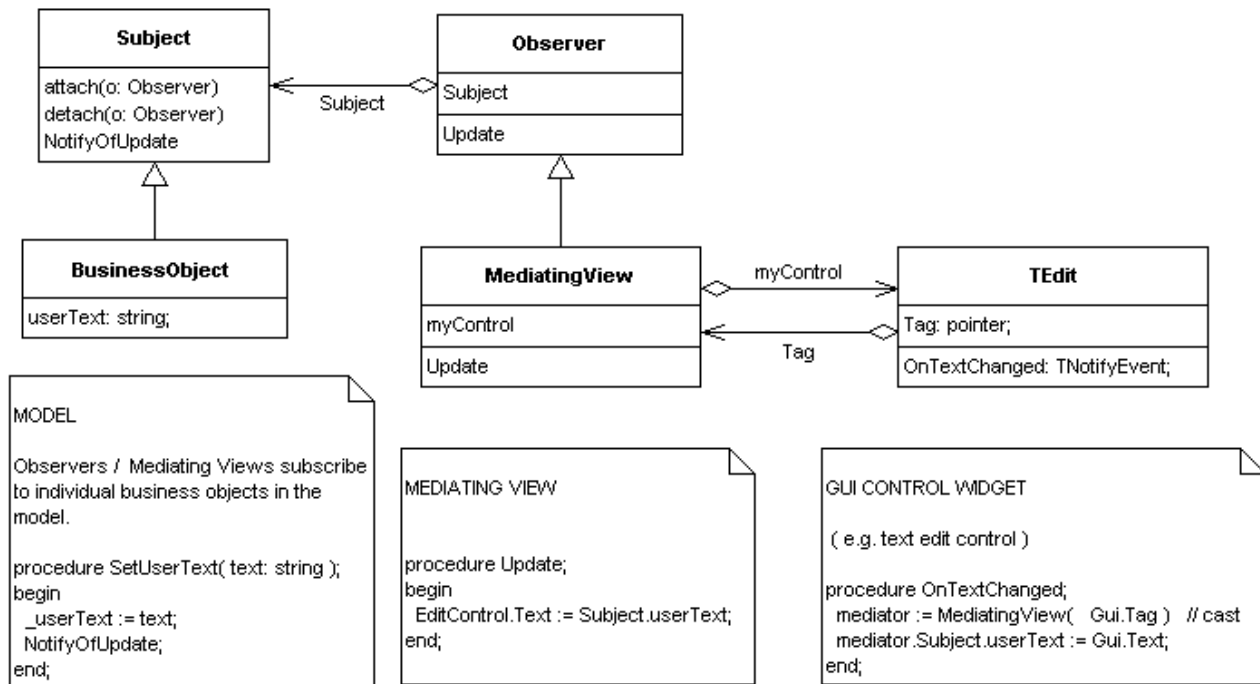 Subject
attach(o: Observer)
detach(o: Observer)
NotifyOfUpdate
Subject
Observer
Subject
Update
BusinessObject
userText: string;
MediatingView
myControl
Update
myControl
Tag
TEdit
Tag: pointer;
OnTextChanged: TNotifyEvent;
MODEL
Observers / Mediating Views subscribe
to individual business objects in the
model.
procedure SetUserText( text: string );
begin
_userText := text;
NotifyOfUpdate;
end;
MEDIATING VIEW
procedure Update;
begin
EditControl.Text := Subject.userText;
end;
GUI CONTROL WIDGET
( e.g. text edit control )
procedure OnTextChanged;
mediator := MediatingView( Gui.Tag ) // cast
mediator.Subject.userText := Gui.Text;
end;